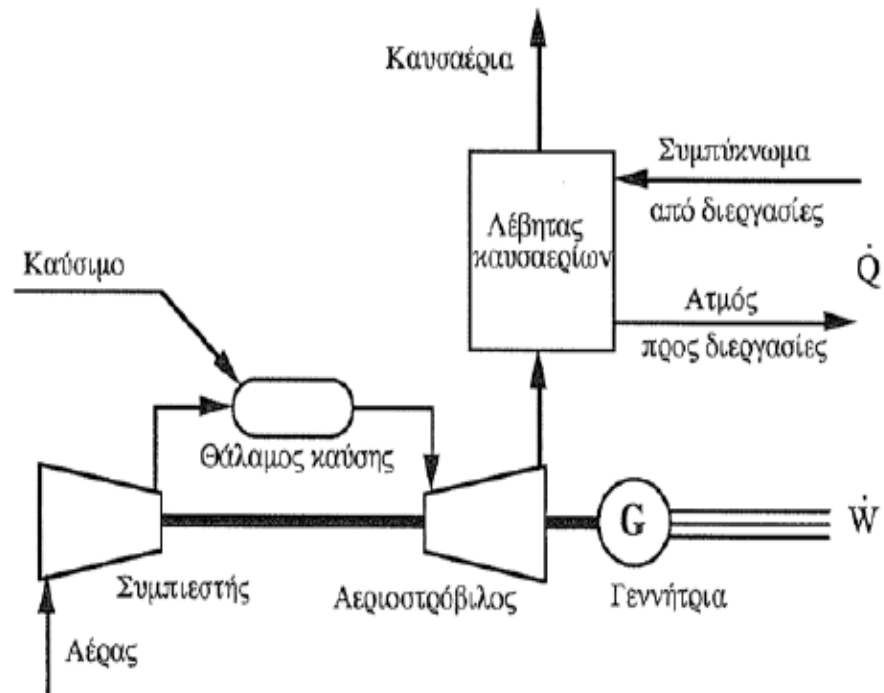 Καυσαέρια
Συμπύκνωμα
από διεργασίες
Λέβητας
καυσαερίων
Q̇
Ατμός
προς διεργασίες
Καύσιμο
Θάλαμος καύσης
G
Ẇ
Συμπιεστής
Αεριοστρόβιλος
Γεννήτρια
Αέρας